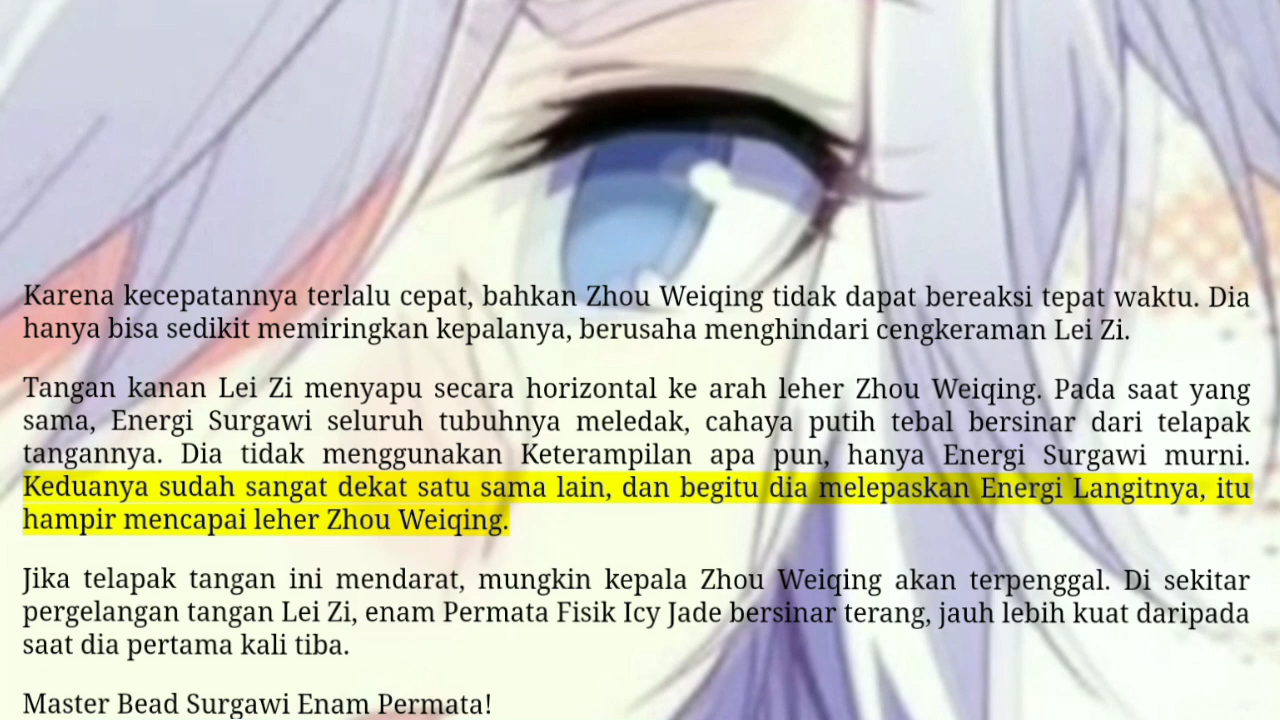 Karena kecepatannya terlalu cepat, bahkan Zhou Weiqing tidak dapat bereaksi tepat waktu. Dia
hanya bisa sedikit memiringkan kepalanya, berusaha menghindari cengkeraman Lei Zi.
Tangan kanan Lei Zi menyapu secara horizontal ke arah leher Zhou Weiqing. Pada saat yang
sama, Energi Surgawi seluruh tubuhnya meledak, cahaya putih tebal bersinar dari telapak
tangannya. Dia tidak menggunakan Keterampilan apa pun, hanya Energi Surgawi murni.
Keduanya sudah sangat dekat satu sama lain, dan begitu dia melepaskan Energi Langitnya, itu
hampir mencapai leher Zhou Weiqing.
Jika telapak tangan ini mendarat, mungkin kepala Zhou Weiqing akan terpenggal. Di sekitar
pergelangan tangan Lei Zi, enam Permata Fisik Icy Jade bersinar terang, jauh lebih kuat daripada
saat dia pertama kali tiba.
Master Bead Surgawi Enam Permata!